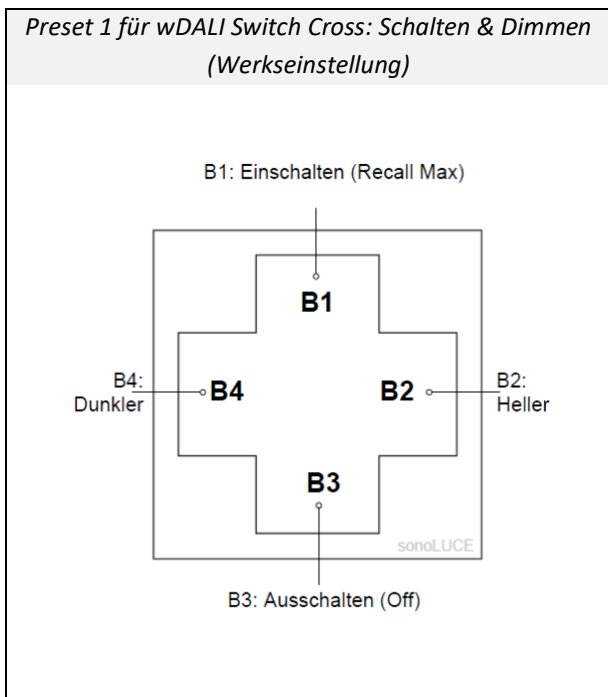 Preset 1 für wDALI Switch Cross: Schalten & Dimmen
(Werkseinstellung)
B1: Einschalten (Recall Max)
B1
B4:
Dunkler
B4
B2
B2:
Heller
B3
sonoLUCE
B3: Ausschalten (Off)